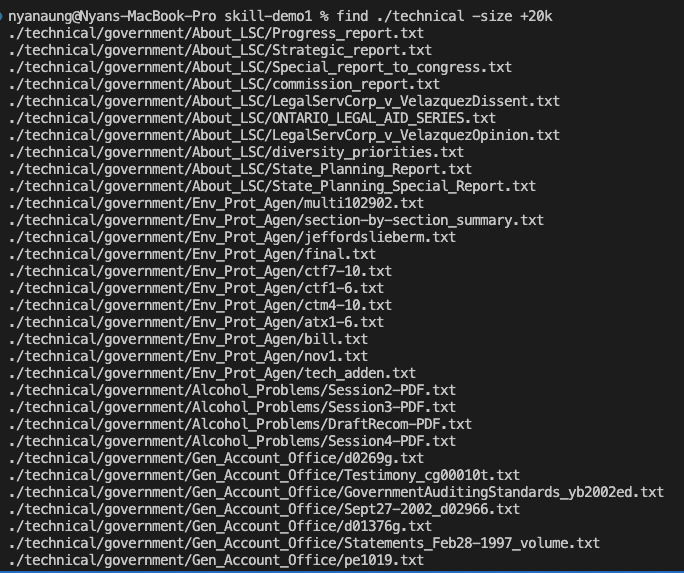 nyanaung@Nyans-MacBook-Pro skill-demo1 % find ./technical -size +20k
./technical/government/About_LSC/Progress_report.txt
./technical/government/About_LSC/Strategic_report.txt
./technical/government/About_LSC/Special_report_to_congress.txt
./technical/government/About_LSC/commission_report.txt
./technical/government/About_LSC/LegalServCorp_v_VelazquezDissent.txt
./technical/government/About_LSC/ONTARIO_LEGAL_AID_SERIES.txt
./technical/government/About_LSC/LegalServCorp_v_VelazquezOpinion.txt
./technical/government/About_LSC/diversity_priorities.txt
./technical/government/About_LSC/State_Planning_Report.txt
./technical/government/About_LSC/State_Planning_Special_Report.txt
./technical/government/Env_Prot_Agen/multi102902.txt
./technical/government/Env_Prot_Agen/section-by-section_summary.txt
./technical/government/Env_Prot_Agen/jeffordslieberm.txt
./technical/government/Env_Prot_Agen/final.txt
./technical/government/Env_Prot_Agen/ctf7-10.txt
./technical/government/Env_Prot_Agen/ctf1-6.txt
./technical/government/Env_Prot_Agen/ctm4-10.txt
./technical/government/Env_Prot_Agen/atx1-6.txt
./technical/government/Env_Prot_Agen/bill.txt
./technical/government/Env_Prot_Agen/nov1.txt
./technical/government/Env_Prot_Agen/tech_adden.txt
./technical/government/Alcohol_Problems/Session2-PDF.txt
./technical/government/Alcohol_Problems/Session3-PDF.txt
./technical/government/Alcohol_Problems/DraftRecom-PDF.txt
./technical/government/Alcohol_Problems/Session4-PDF.txt
./technical/government/Gen_Account_Office/d0269g.txt
./technical/government/Gen_Account_Office/Testimony_cg00010t.txt
./technical/government/Gen_Account_Office/GovernmentAuditingStandards_yb2002ed.txt
./technical/government/Gen_Account_Office/Sept27-2002_d02966.txt
./technical/government/Gen_Account_Office/d01376g.txt
./technical/government/Gen_Account_Office/Statements_Feb28-1997_volume.txt
./technical/government/Gen_Account_Office/pe1019.txt